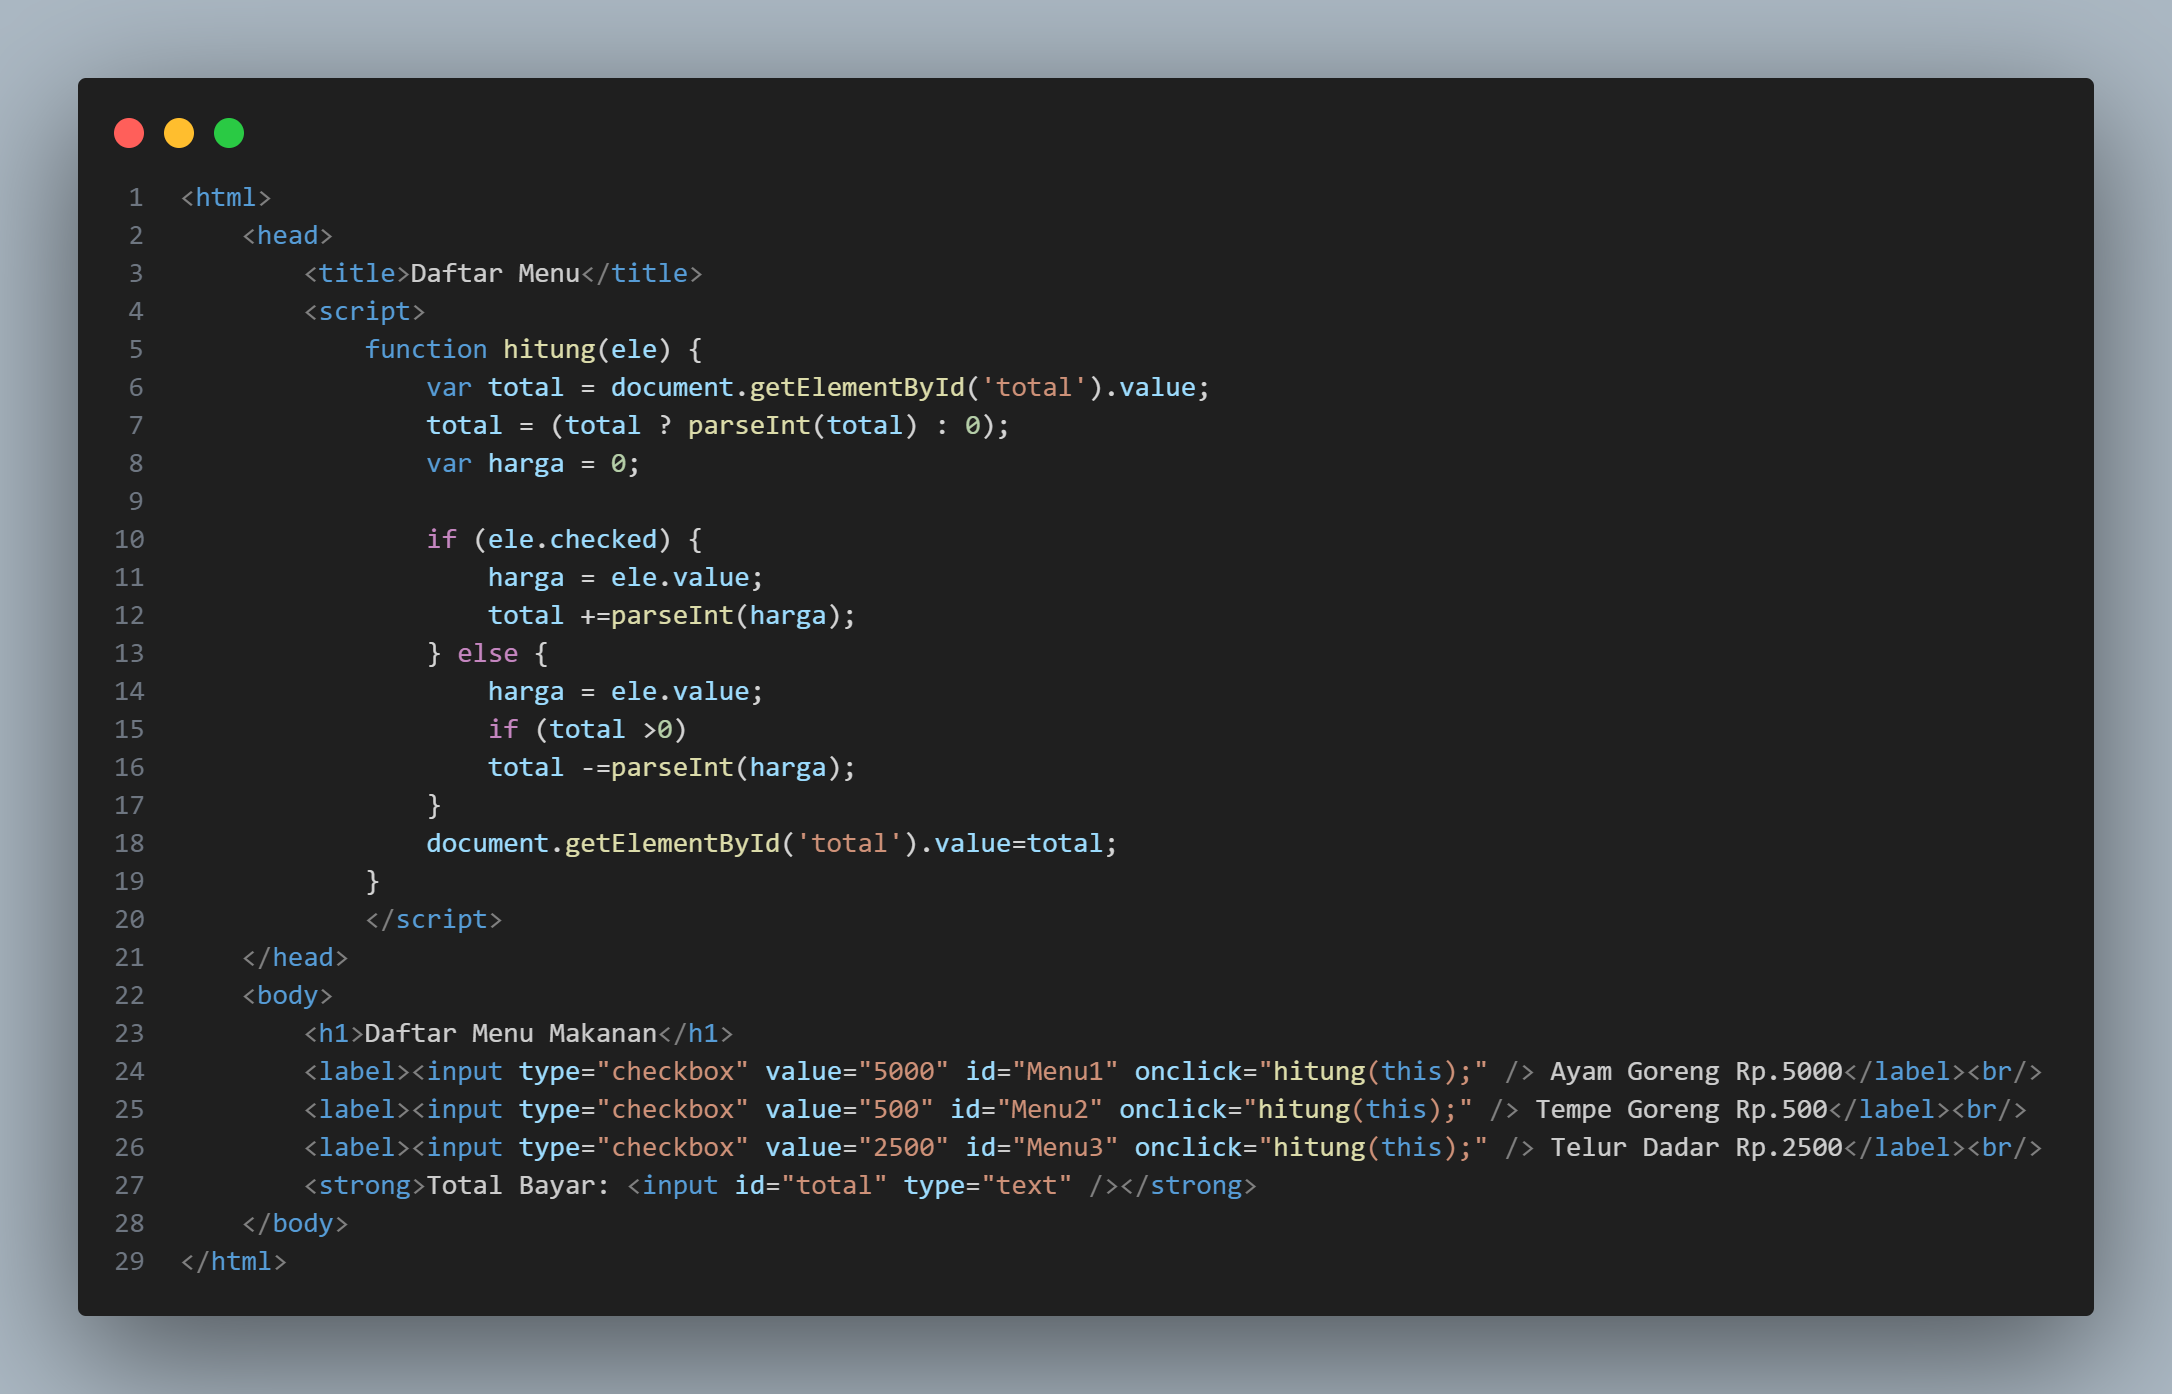 1 <html>
2     <head>
3         <title>Daftar Menu</title>
4         <script>
5             function hitung(ele) {
6                 var total = document.getElementById('total').value;
7                 total = (total ? parseInt(total) : 0);
8                 var harga = 0;
9
10                 if (ele.checked) {
11                     harga = ele.value;
12                     total +=parseInt(harga);
13                 } else {
14                     harga = ele.value;
15                     if (total >0)
16                     total -=parseInt(harga);
17                 }
18                 document.getElementById('total').value=total;
19             }
20             </script>
21     </head>
22     <body>
23         <h1>Daftar Menu Makanan</h1>
24         <label><input type="checkbox" value="5000" id="Menu1" onclick="hitung(this);" /> Ayam Goreng Rp.5000</label><br/>
25         <label><input type="checkbox" value="500" id="Menu2" onclick="hitung(this);" /> Tempe Goreng Rp.500</label><br/>
26         <label><input type="checkbox" value="2500" id="Menu3" onclick="hitung(this);" /> Telur Dadar Rp.2500</label><br/>
27         <strong>Total Bayar: <input id="total" type="text" /></strong>
28     </body>
29 </html>